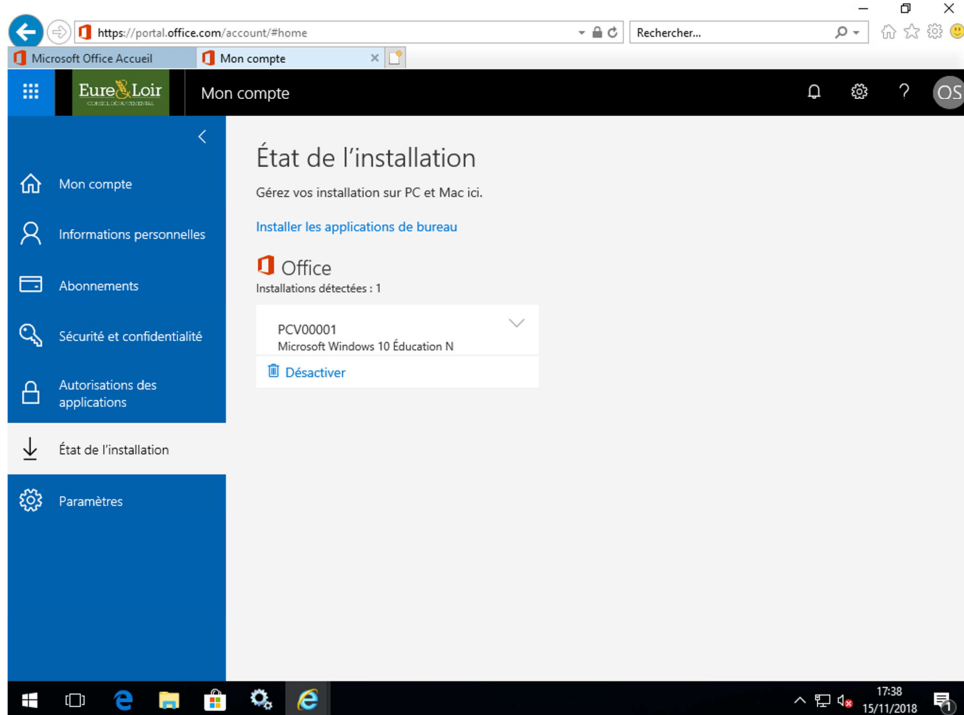 https://portal.office.com/account/#home
Rechercher...
Microsoft Office Accueil
Mon compte
Eure&Loir
CONSEIL DÉPARTEMENTAL
Mon compte
OS
État de l'installation
Gérez vos installation sur PC et Mac ici.
Mon compte
Informations personnelles
Installer les applications de bureau
Office
Installations détectées : 1
Abonnements
PCV00001
Microsoft Windows 10 Éducation N
Sécurité et confidentialité
Désactiver
Autorisations des
applications
État de l'installation
Paramètres
17:38
15/11/2018
1